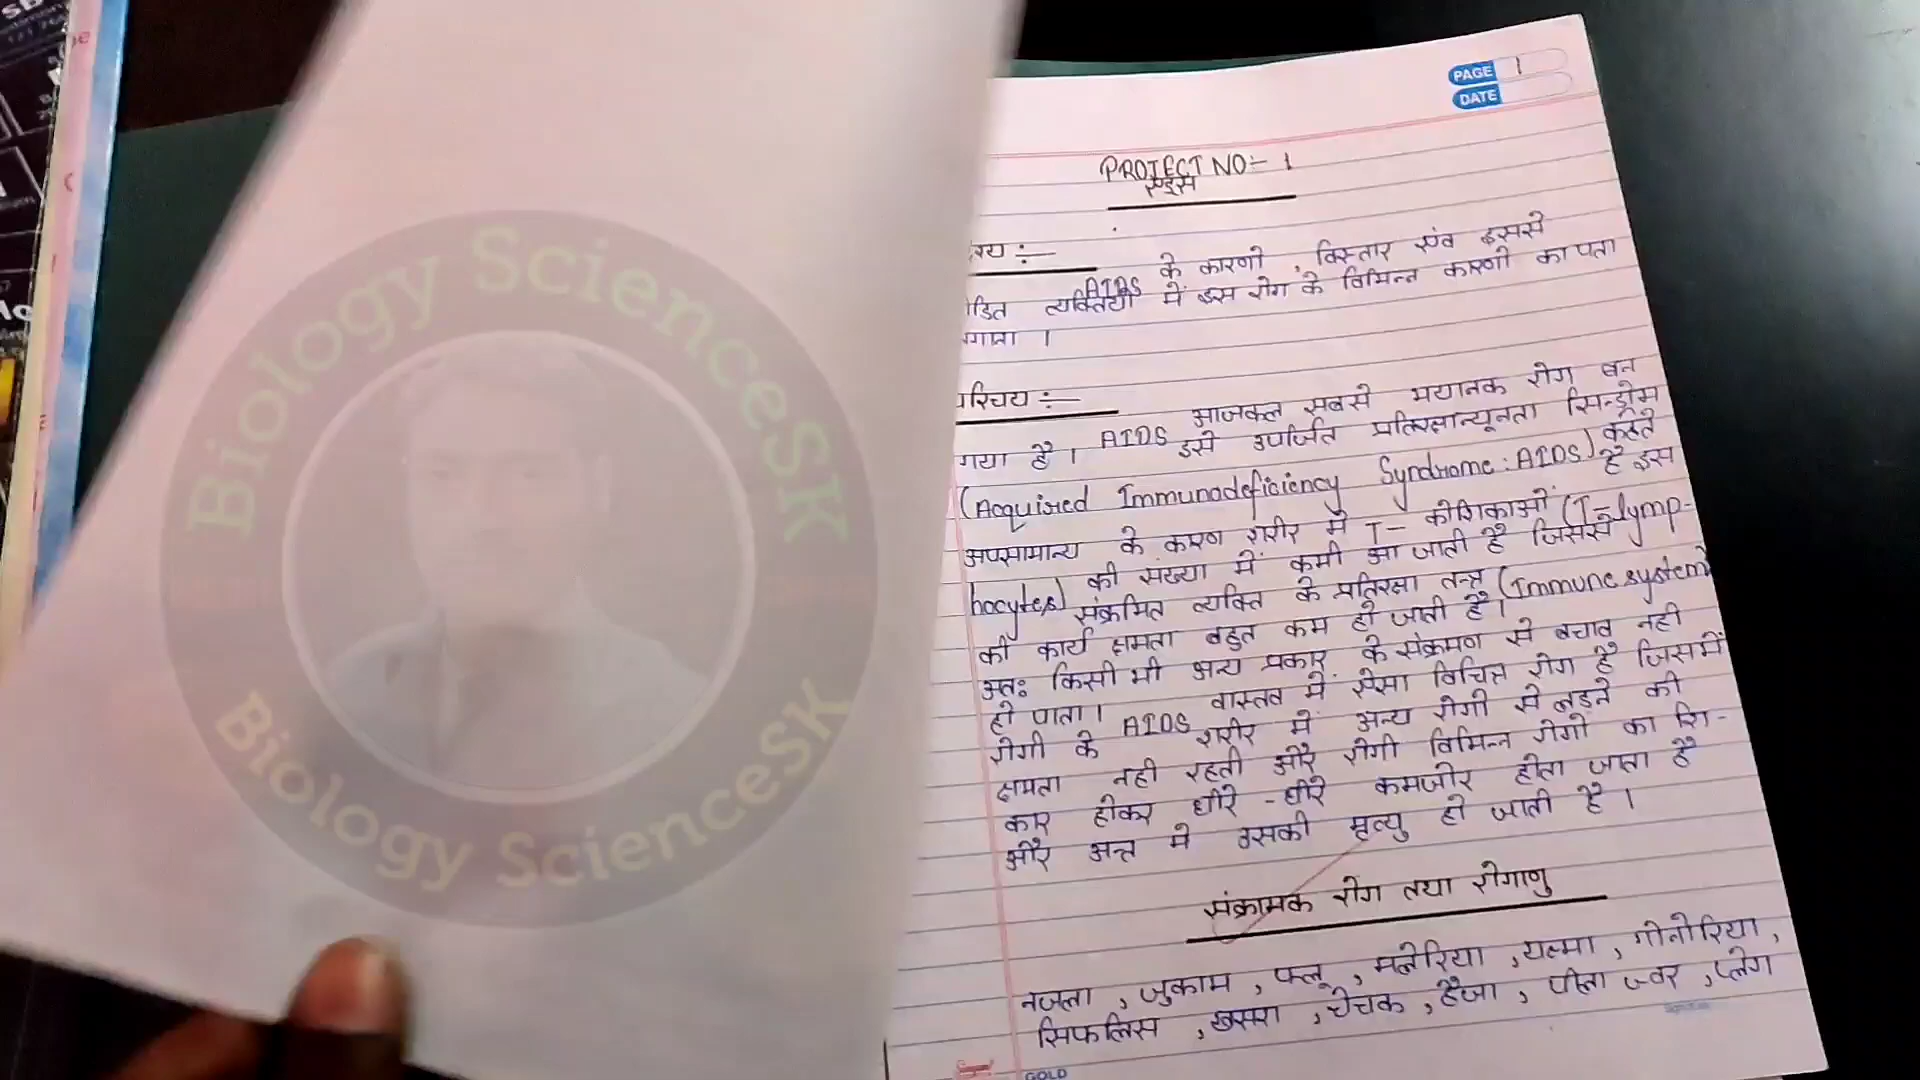 Biology ScienceSK
Biology ScienceSK
PAGE 1
DATE
PROJECT NO:- 1
एड्स
श्य :—
AIDS के कारणो , विस्तार एंव इससे
डित व्यक्तियों में इस रोग के विभिन्न कारणो का पता
गाना ।
रिचय :—
आजकल सबसे भयानक रोग बन
गया है। AIDS इसे उपार्जित प्रतिरक्षान्यूनता सिन्ड्रोम
(Acquired Immunodeficiency Syndrome : AIDS) कहते है इस
अपसामान्य के कारण शरीर मे T- कोशिकाओं (T-lymp-
hocytes) की संख्या में कमी आ जाती है जिससे
संक्रमित व्यक्ति के प्रतिरक्षा तन्त्र (Immune system)
की कार्य क्षमता बहुत कम हो जाती है।
अतः किसी भी अन्य प्रकार के संक्रमण से बचाव नही
हो पाता। AIDS वास्तव में ऐसा विचित्र रोग है जिसमें
रोगी के शरीर में अन्य रोगो से लड़ने की
क्षमता नही रहती और रोगी विभिन्न रोगों का शि-
कार होकर धीरे -धीरे कमजोर होता जाता है
और अन्त मे उसकी मृत्यु हो जाती है ।
संक्रामक रोग तथा रोगाणु
नजला , जुकाम , फ्लू , मलेरिया , यक्ष्मा , गोनोरिया ,
सिफलिस , खसरा , चेचक , हैजा , पीला ज्वर , प्लेग
GOLD